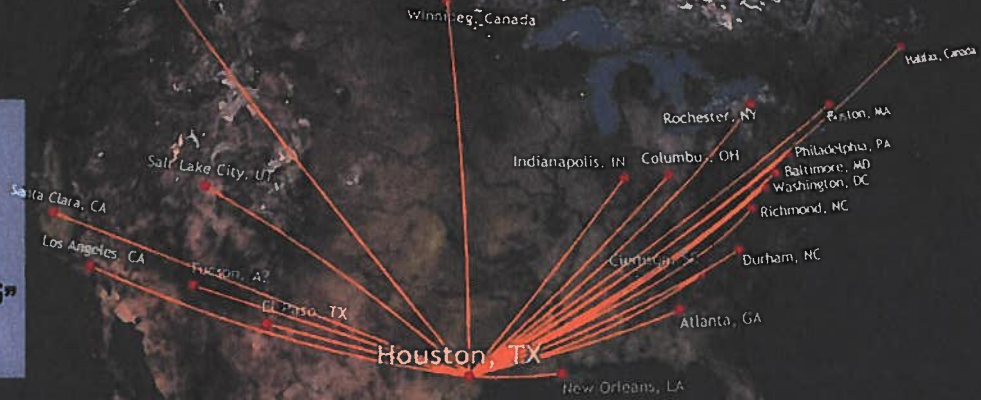 Winnipeg, Canada
Halifax, Canada
Rochester, NY
Boston, MA
Philadelphia, PA
Indianapolis, IN
Columbus, OH
Baltimore, MD
Salt Lake City, UT
Washington, DC
Santa Clara, CA
Richmond, NC
Los Angeles, CA
Durham, NC
Clemson, SC
Tucson, AZ
El Paso, TX
Atlanta, GA
Houston, TX
New Orleans, LA